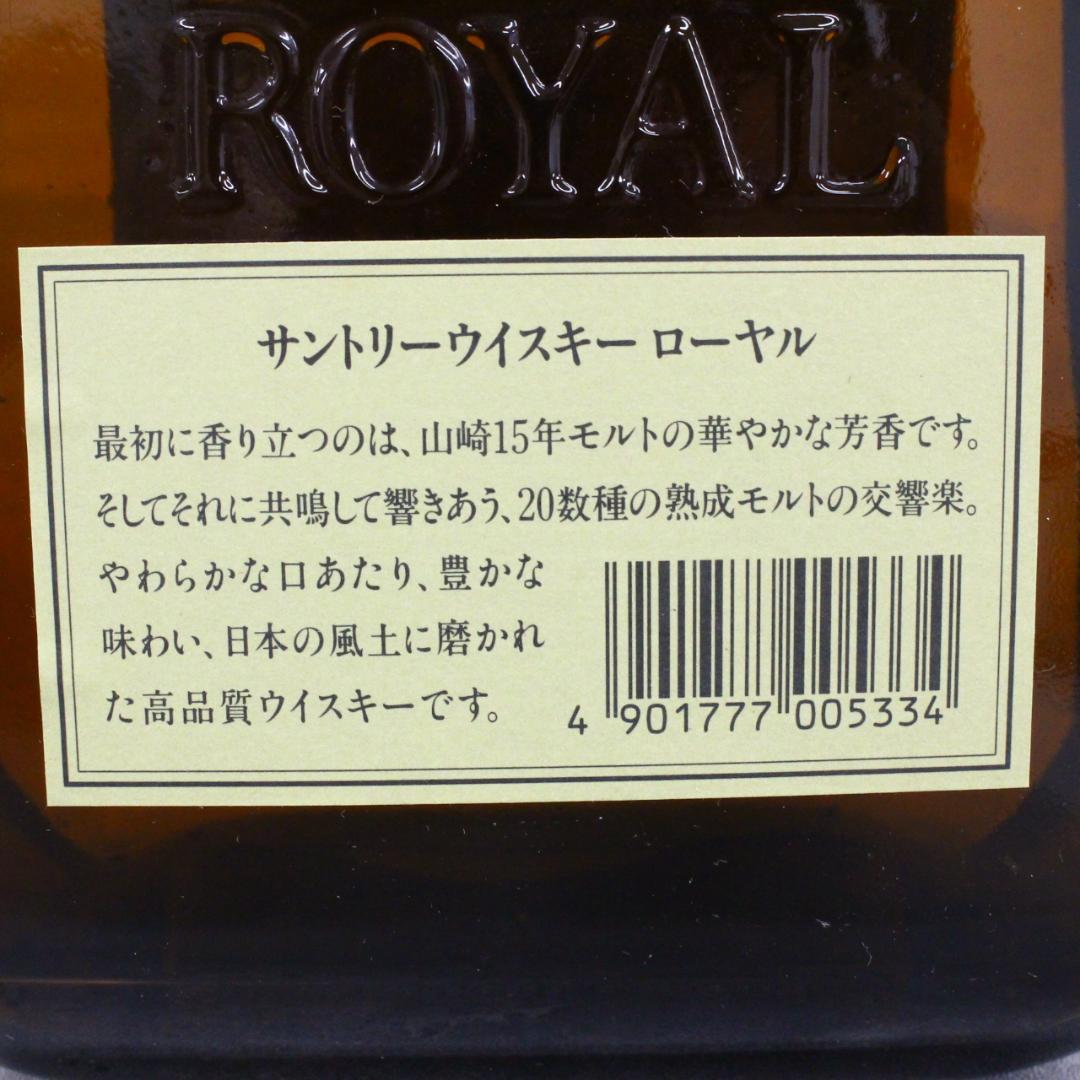 ROYAL
サントリーウイスキー ローヤル
最初に香り立つのは、山崎15年モルトの華やかな芳香です。
そしてそれに共鳴して響きあう、20数種の熟成モルトの交響楽。
やわらかな口あたり、豊かな
味わい、日本の風土に磨かれ
た高品質ウイスキーです。
4 901777 005334